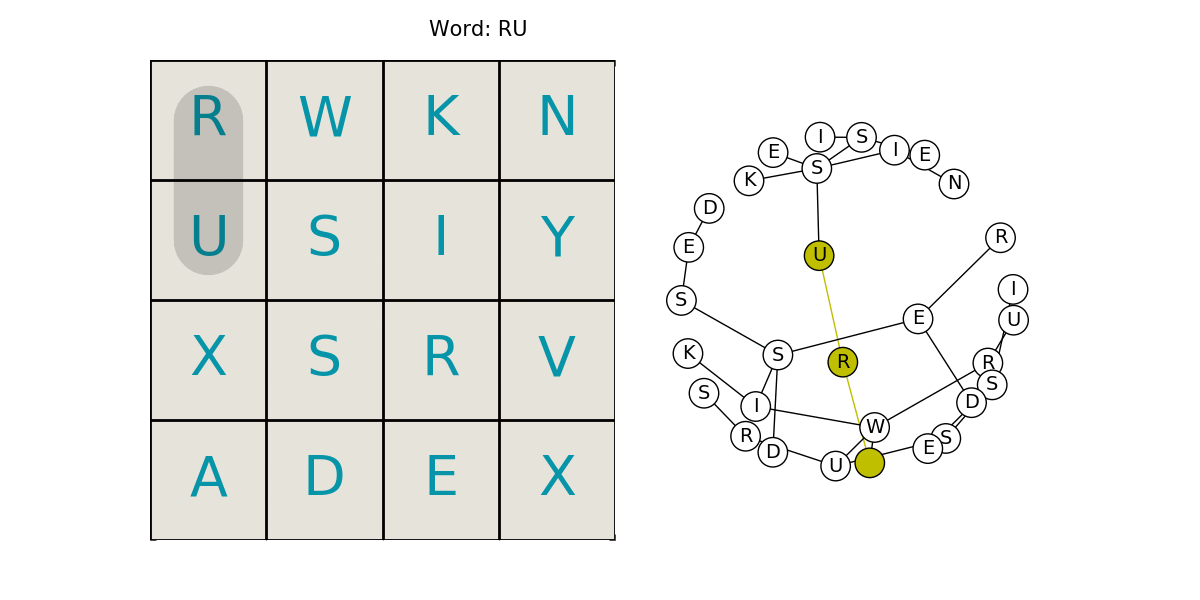 Word: RU
R W K N
U S I Y
X S R V
A D E X
I S
E I E
S
K N
D
R
E
U
I
S
E U
K S
R R
S
S
I D
W
R S
D E
U